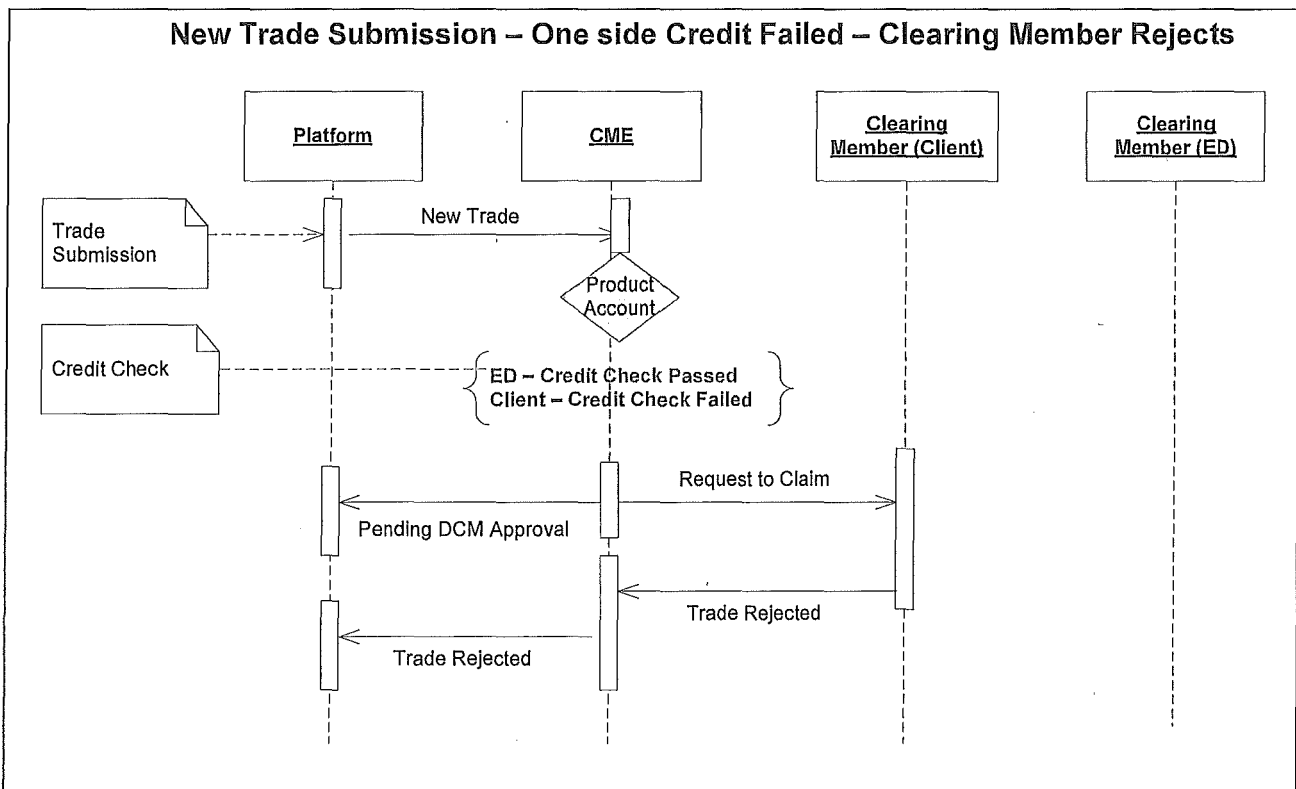 New Trade Submission – One side Credit Failed – Clearing Member Rejects
Platform
CME
Clearing
Member (Client)
Clearing
Member (ED)
Trade
Submission
New Trade
Product
Account
Credit Check
ED – Credit Check Passed
Client – Credit Check Failed
Request to Claim
Pending DCM Approval
Trade Rejected
Trade Rejected